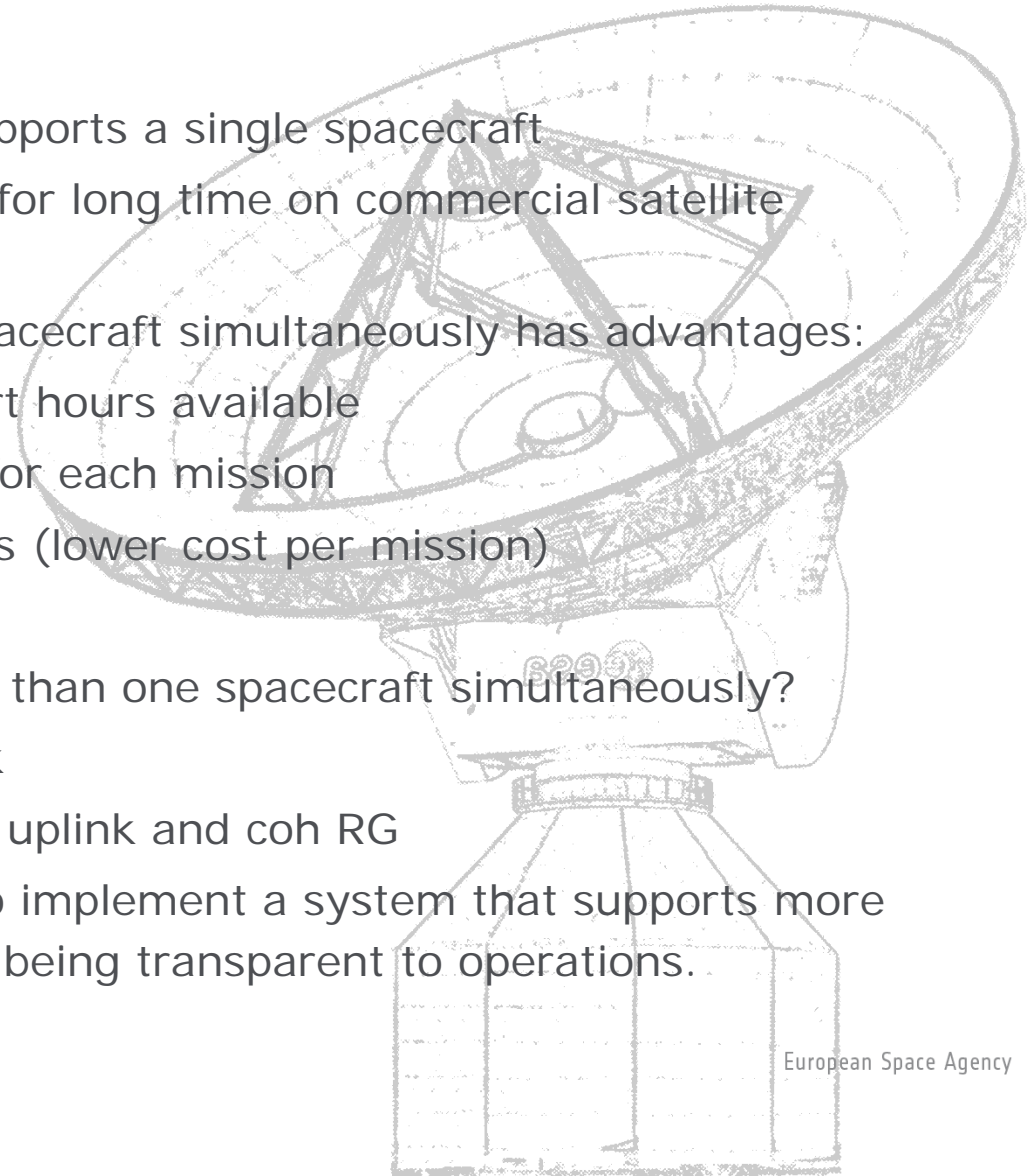 pports a single spacecraft
for long time on commercial satellite
acecraft simultaneously has advantages:
rt hours available
or each mission
s (lower cost per mission)
esa
than one spacecraft simultaneously?
uplink and coh RG
o implement a system that supports more
being transparent to operations.
European Space Agency